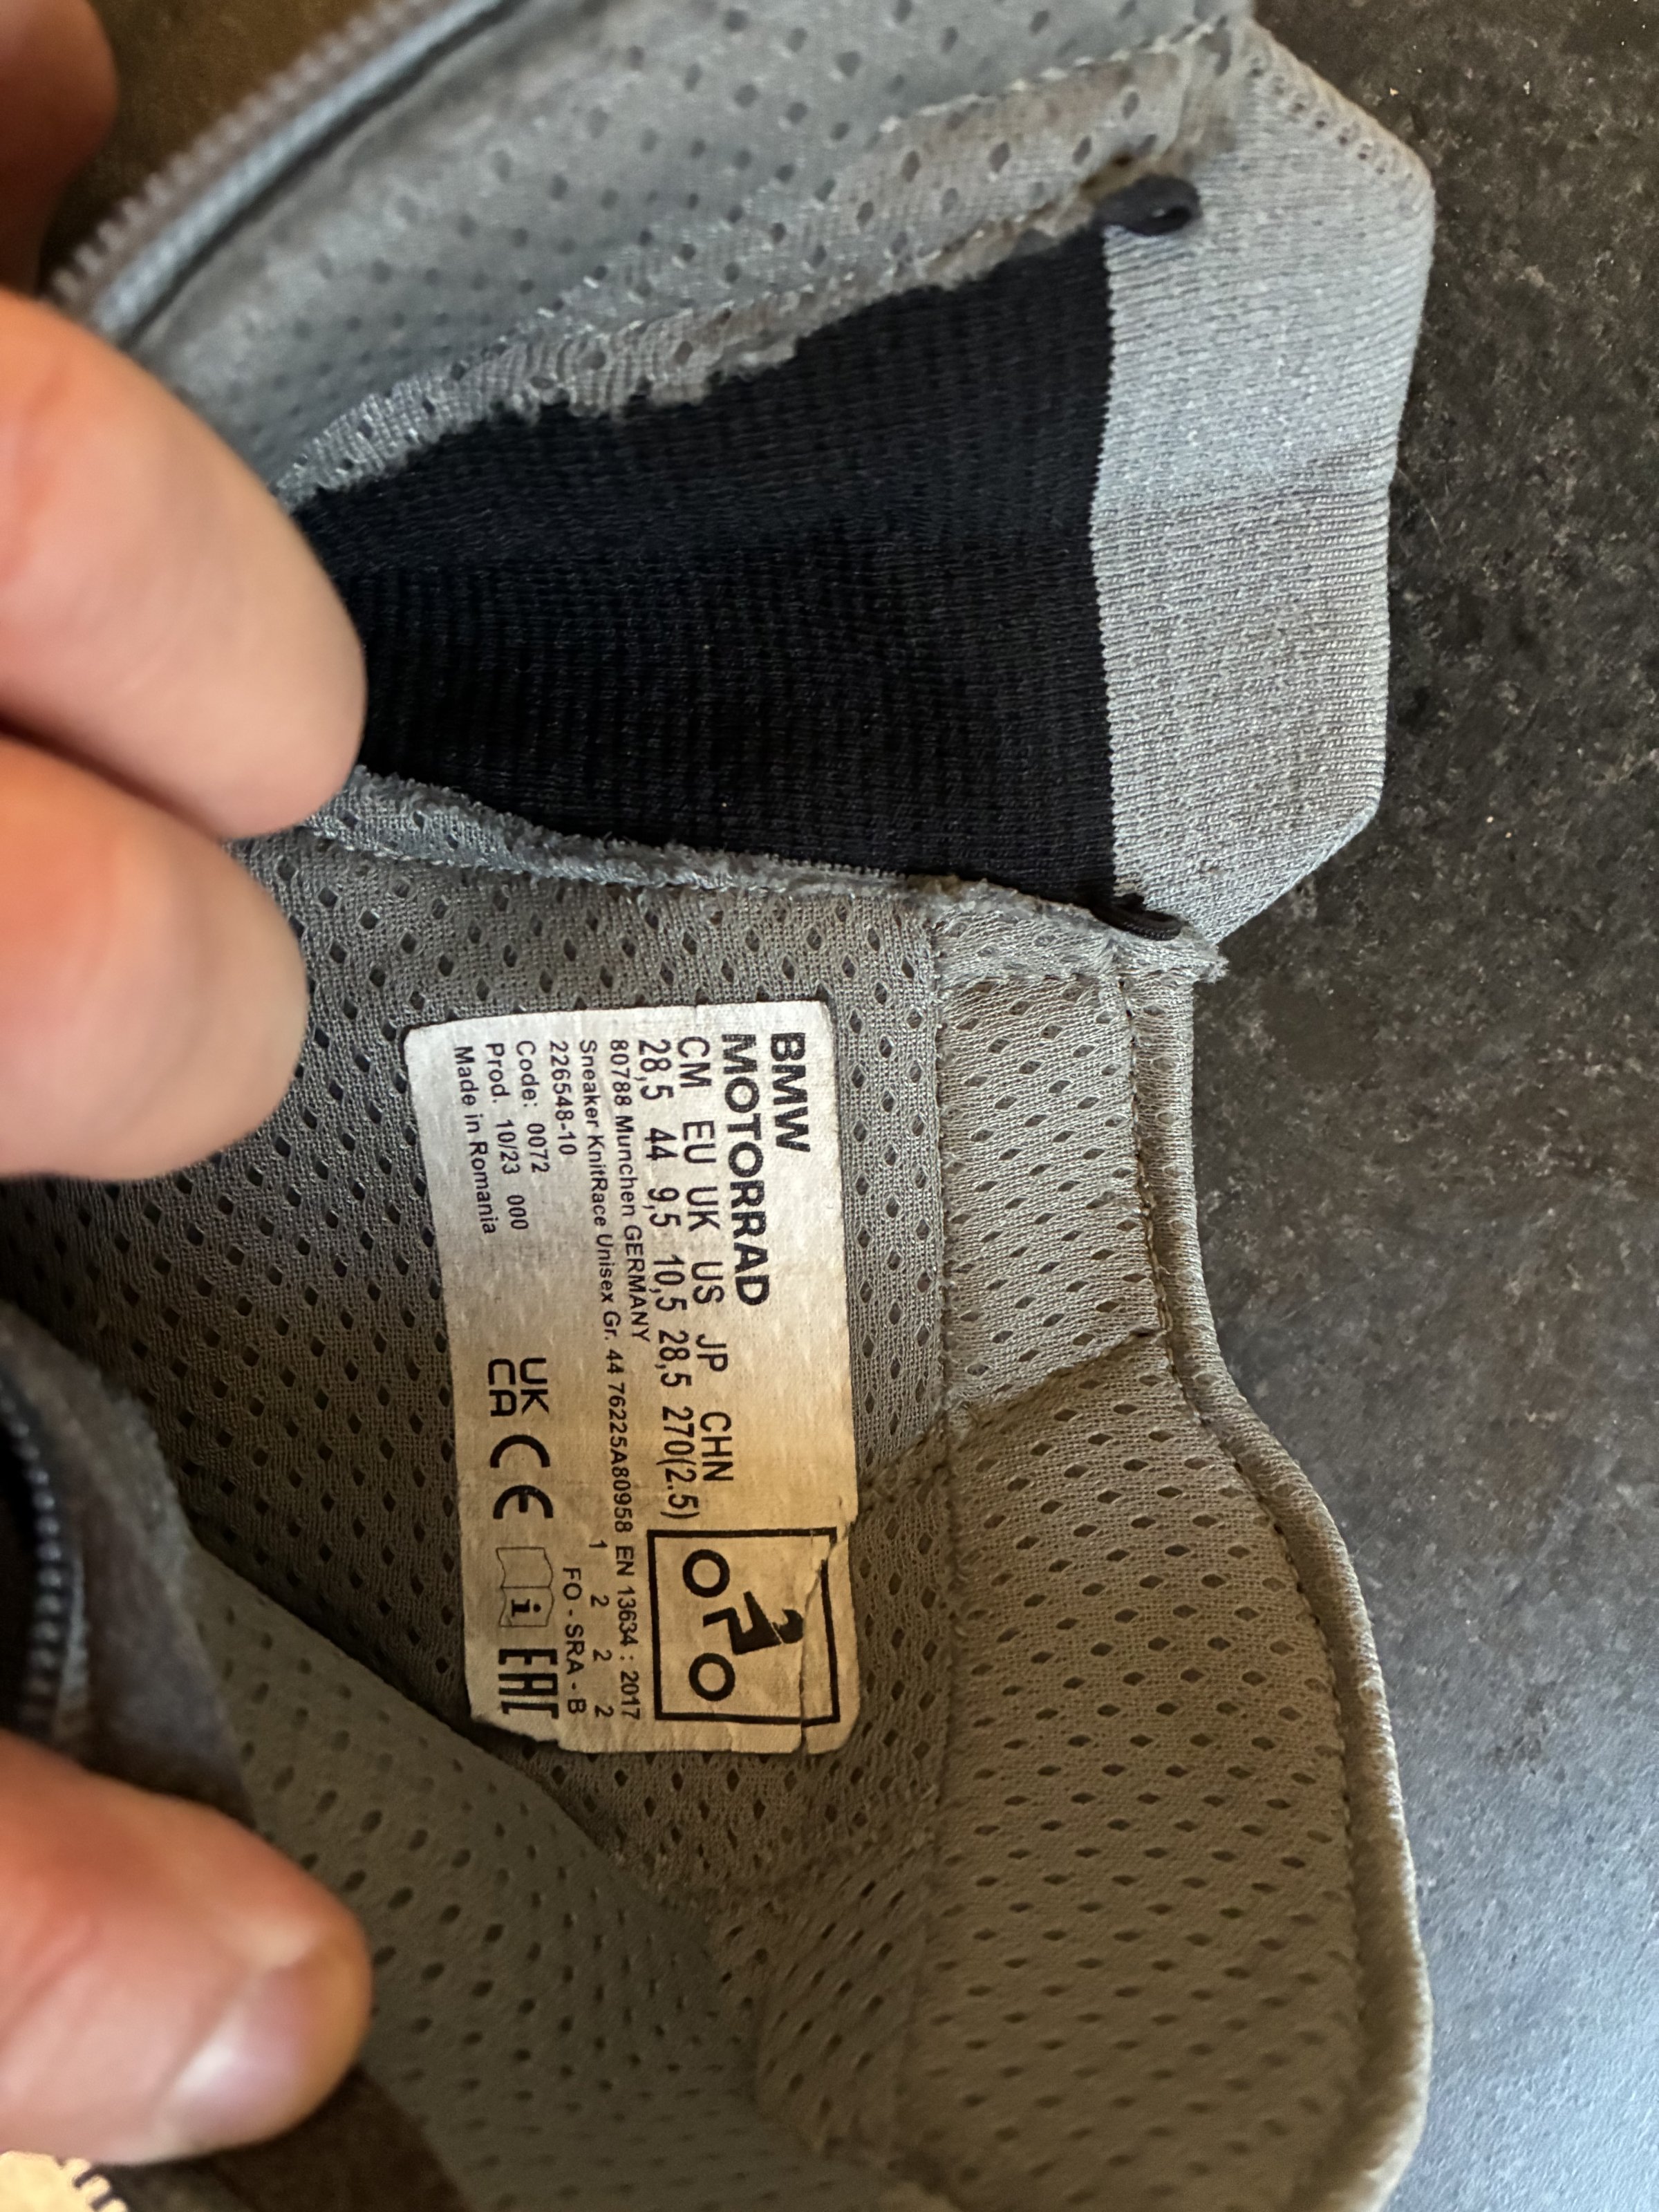 BMW
MOTORRAD
CM EU UK US JP CHN
28,5 44 9,5 10,5 28,5 270(2.5)
80788 Munchen GERMANY
Sneaker KnitRace Unisex Gr. 44 76225A80958 EN 13634 : 2017
226548-10
1 2 2 2
Code: 0072
FO - SRA - B
Prod. 10/23 000
Made in Romania
UK
CA
CE
i
EAC